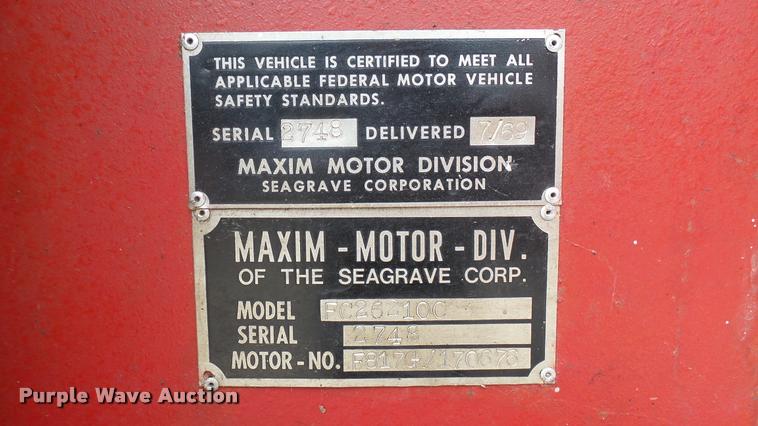 THIS VEHICLE IS CERTIFIED TO MEET ALL
APPLICABLE FEDERAL MOTOR VEHICLE
SAFETY STANDARDS.
SERIAL 2748 DELIVERED 7/69
MAXIM MOTOR DIVISION
SEAGRAVE CORPORATION
MAXIM - MOTOR - DIV.
OF THE SEAGRAVE CORP.
MODEL
SERIAL 2748
MOTOR - NO.
Purple Wave Auction